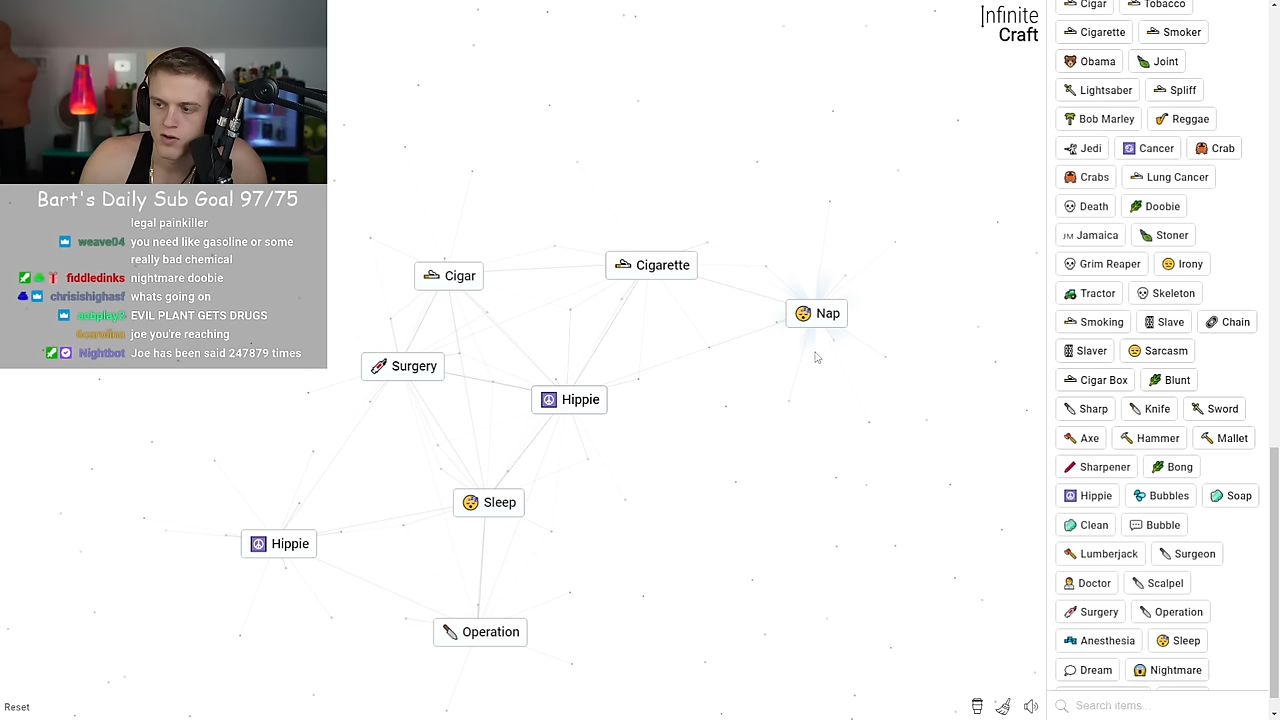 Infinite
Craft
Bart's Daily Sub Goal 97/75
legal painkiller
weave04 you need like gasoline or some
really bad chemical
fiddledinks nightmare doobie
chrisishighasf whats going on
EVIL PLANT GETS DRUGS
joe you're reaching
Nightbot Joe has been said 247879 times
Cigar
Cigarette
Nap
Surgery
Hippie
Sleep
Hippie
Operation
Reset
Cigar Tobacco
Cigarette Smoker
Obama Joint
Lightsaber Spliff
Bob Marley Reggae
Jedi Cancer Crab
Crabs Lung Cancer
Death Doobie
JM Jamaica Stoner
Grim Reaper Irony
Tractor Skeleton
Smoking Slave Chain
Slaver Sarcasm
Cigar Box Blunt
Sharp Knife Sword
Axe Hammer Mallet
Sharpener Bong
Hippie Bubbles Soap
Clean Bubble
Lumberjack Surgeon
Doctor Scalpel
Surgery Operation
Anesthesia Sleep
Dream Nightmare
Search items...